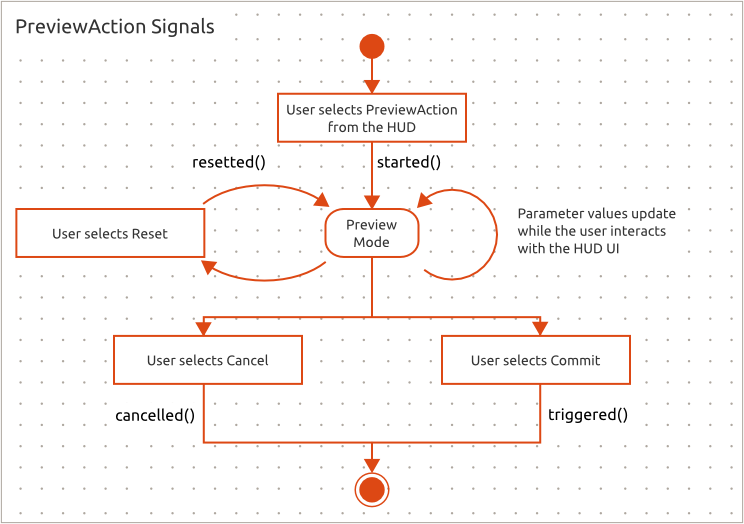 PreviewAction Signals
User selects PreviewAction
from the HUD
resetted()
started()
User selects Reset
Preview
Mode
Parameter values update
while the user interacts
with the HUD UI
User selects Cancel
User selects Commit
cancelled()
triggered()